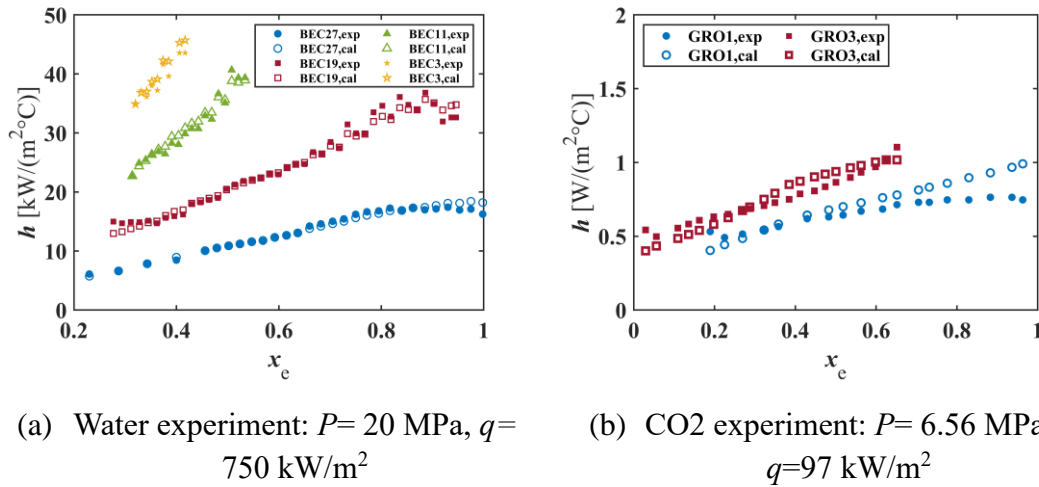 50
40
30
20
10
0
h [kW/(m²°C)]
BEC27,exp
BEC27,cal
BEC19,exp
BEC19,cal
BEC11,exp
BEC11,cal
BEC3,exp
BEC3,cal
0.2 0.4 0.6 0.8 1
xₑ
2
1.5
1
0.5
0
h [W/(m²°C)]
GRO1,exp
GRO1,cal
GRO3,exp
GRO3,cal
0 0.2 0.4 0.6 0.8
xₑ
(a) Water experiment: P= 20 MPa, q=
750 kW/m²
(b) CO2 experiment: P= 6.56 MPa
q=97 kW/m²